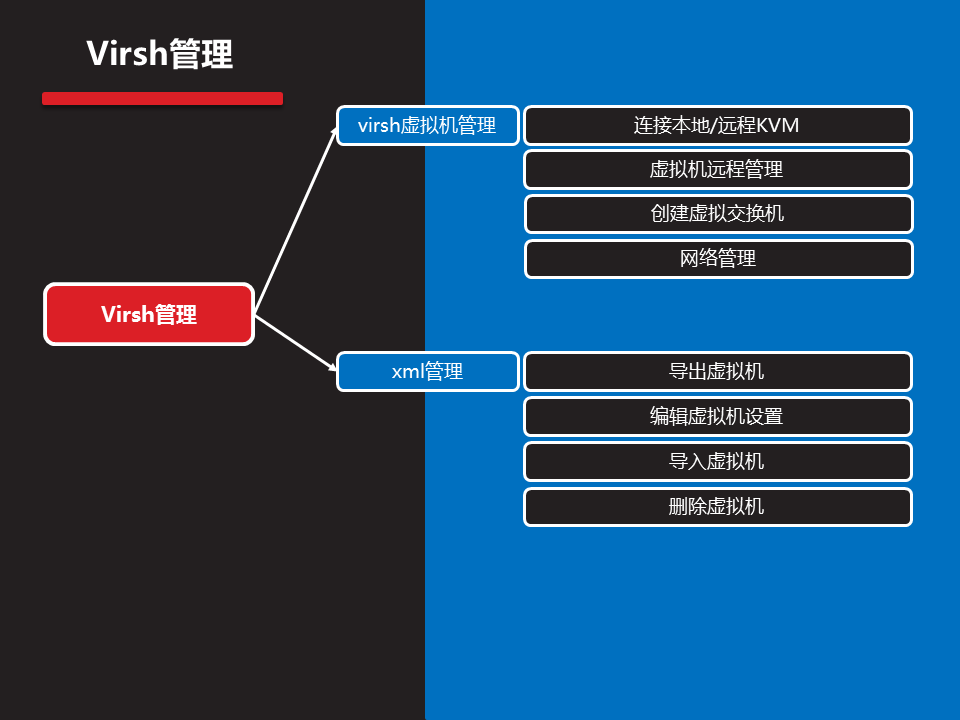 Virsh管理
virsh虚拟机管理
连接本地/远程KVM
虚拟机远程管理
创建虚拟交换机
网络管理
Virsh管理
xml管理
导出虚拟机
编辑虚拟机设置
导入虚拟机
删除虚拟机